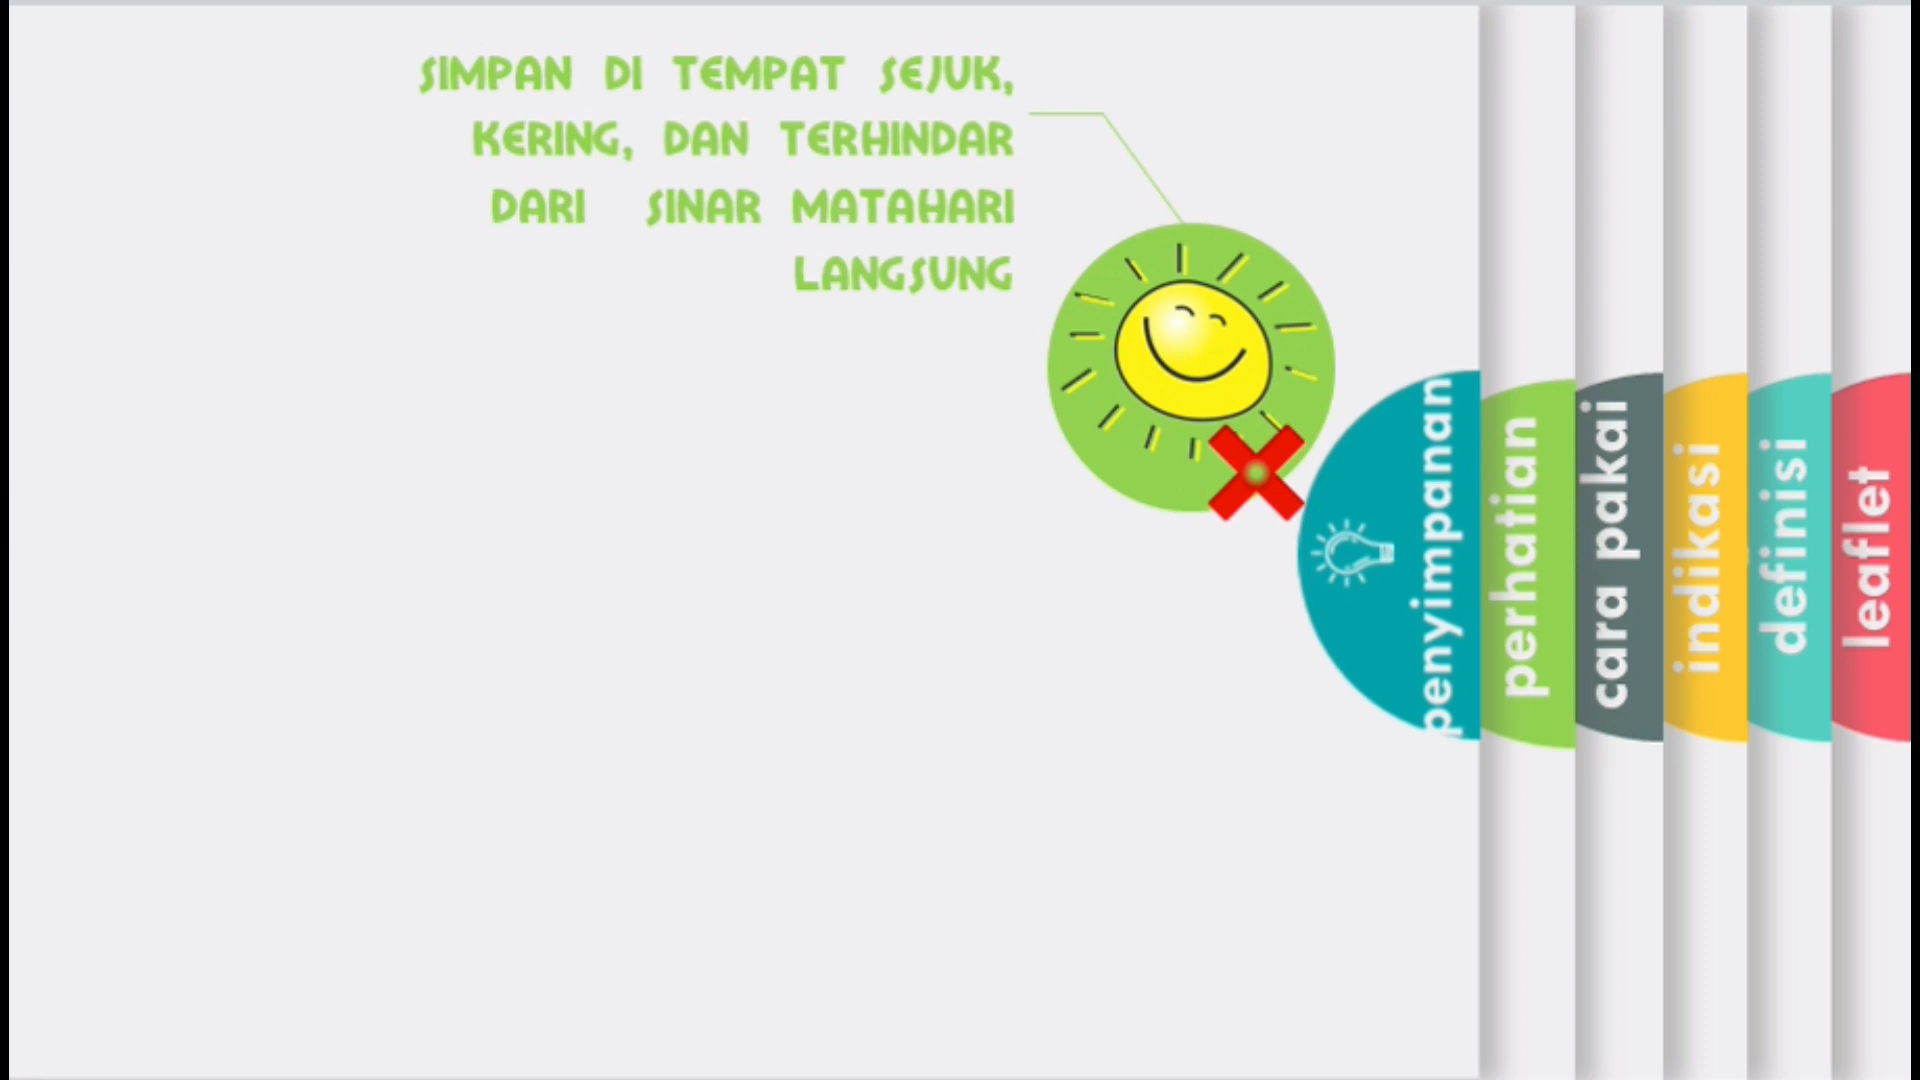 SIMPAN DI TEMPAT SEJUK,
KERING, DAN TERHINDAR
DARI SINAR MATAHARI
LANGSUNG
penyimpanan
perhatian
cara pakai
indikasi
definisi
leaflet